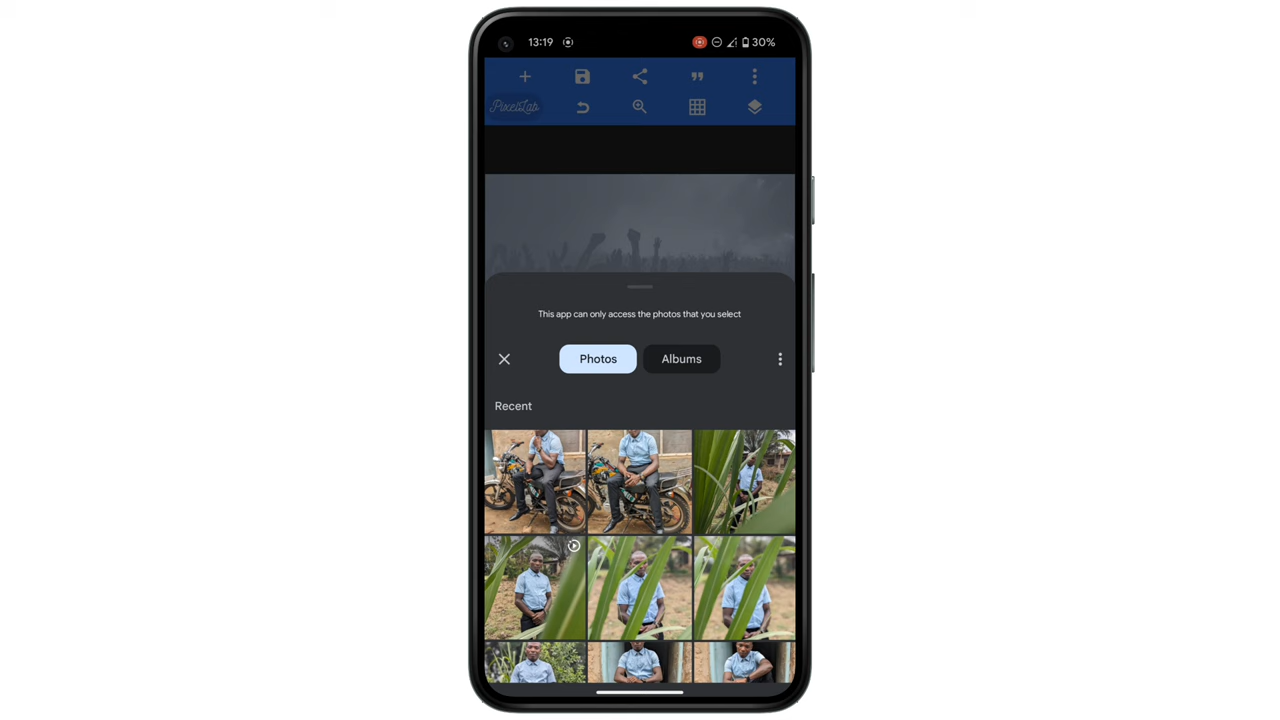 13:19 30%
PixelLab
This app can only access the photos that you select
Photos Albums
Recent